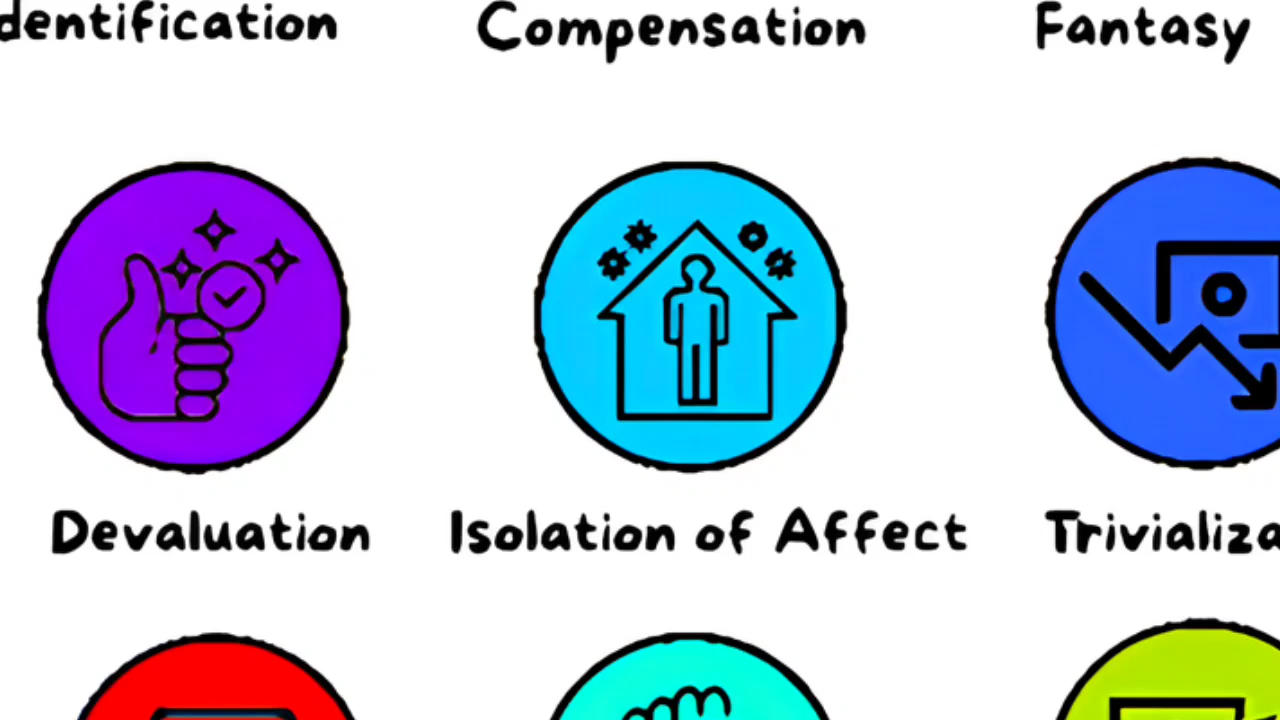 dentification Compensation Fantasy
Devaluation Isolation of Affect Trivializa